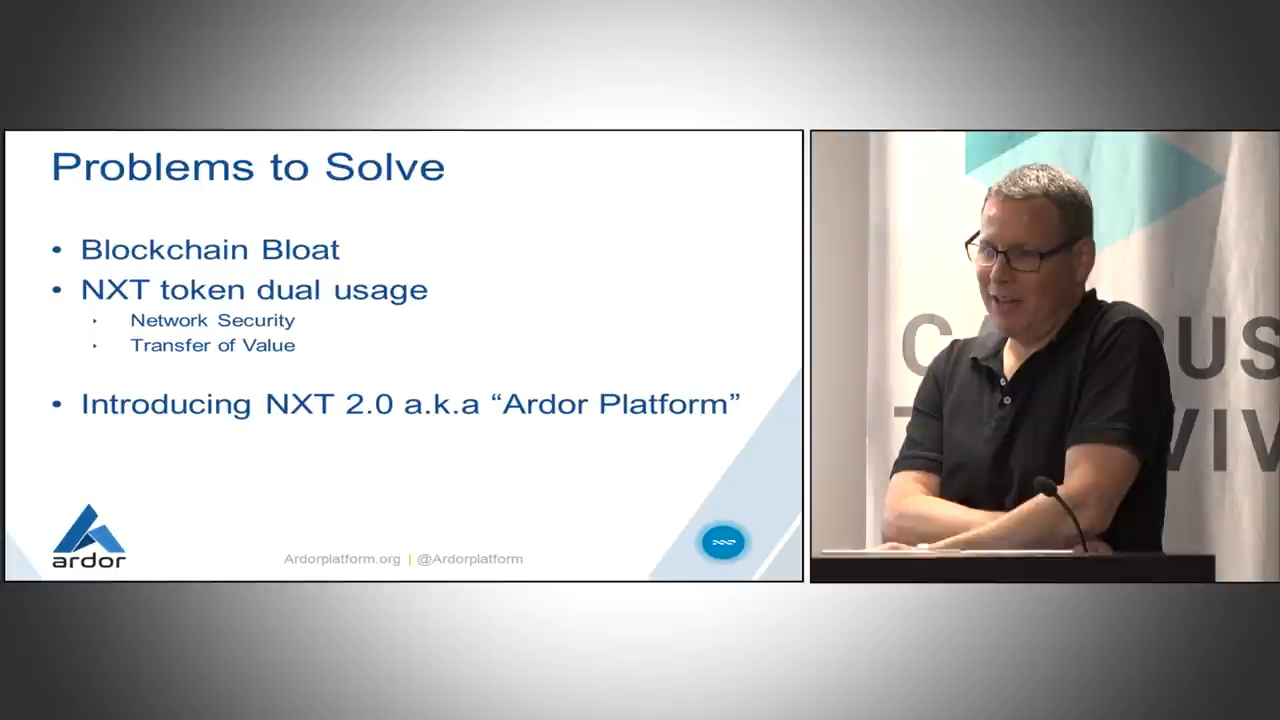 Problems to Solve
• Blockchain Bloat
• NXT token dual usage
Network Security
Transfer of Value
• Introducing NXT 2.0 a.k.a “Ardor Platform”
ardor
Ardorplatform.org | @Ardorplatform